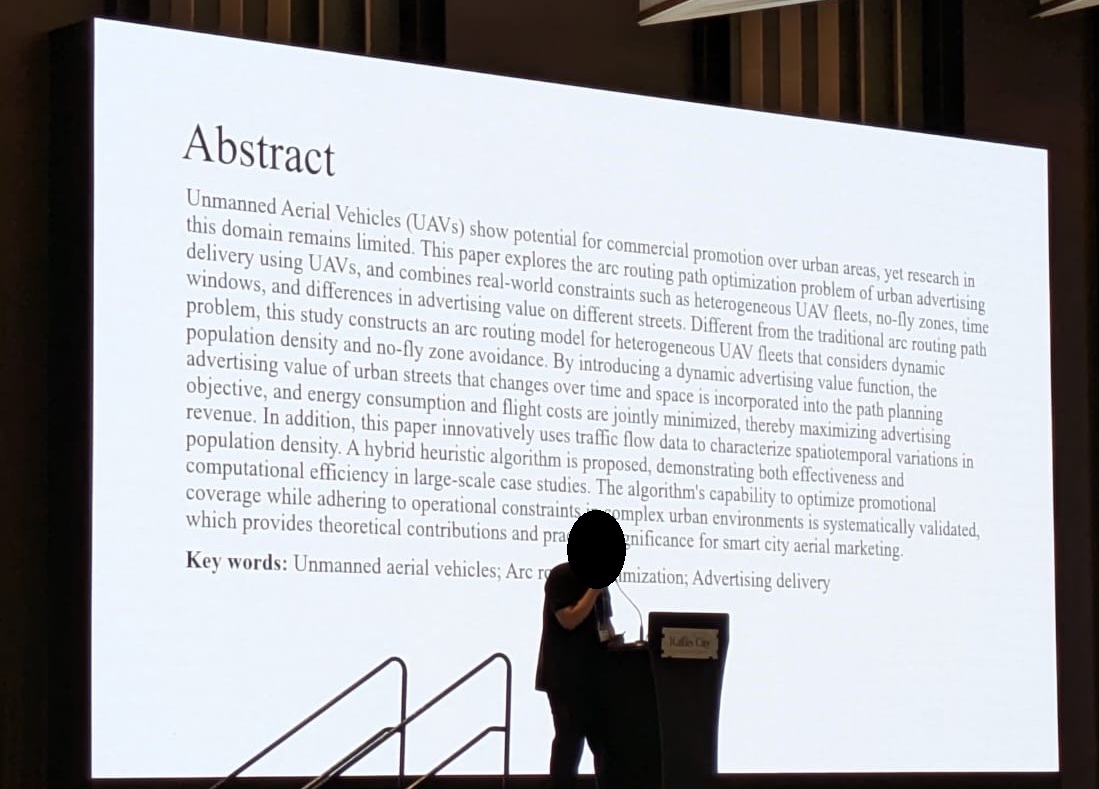 Abstract
Unmanned Aerial Vehicles (UAVs) show potential for commercial promotion over urban areas, yet research in
this domain remains limited. This paper explores the arc routing path optimization problem of urban advertising
delivery using UAVs, and combines real-world constraints such as heterogeneous UAV fleets, no-fly zones, time
windows, and differences in advertising value on different streets. Different from the traditional arc routing path
problem, this study constructs an arc routing model for heterogeneous UAV fleets that considers dynamic
population density and no-fly zone avoidance. By introducing a dynamic advertising value function, the
advertising value of urban streets that changes over time and space is incorporated into the path planning
objective, and energy consumption and flight costs are jointly minimized, thereby maximizing advertising
revenue. In addition, this paper innovatively uses traffic flow data to characterize spatiotemporal variations in
population density. A hybrid heuristic algorithm is proposed, demonstrating both effectiveness and
computational efficiency in large-scale case studies. The algorithm's capability to optimize promotional
coverage while adhering to operational constraints complex urban environments is systematically validated,
which provides theoretical contributions and pra gnificance for smart city aerial marketing.
Key words: Unmanned aerial vehicles; Arc ro mization; Advertising delivery
Raffles City